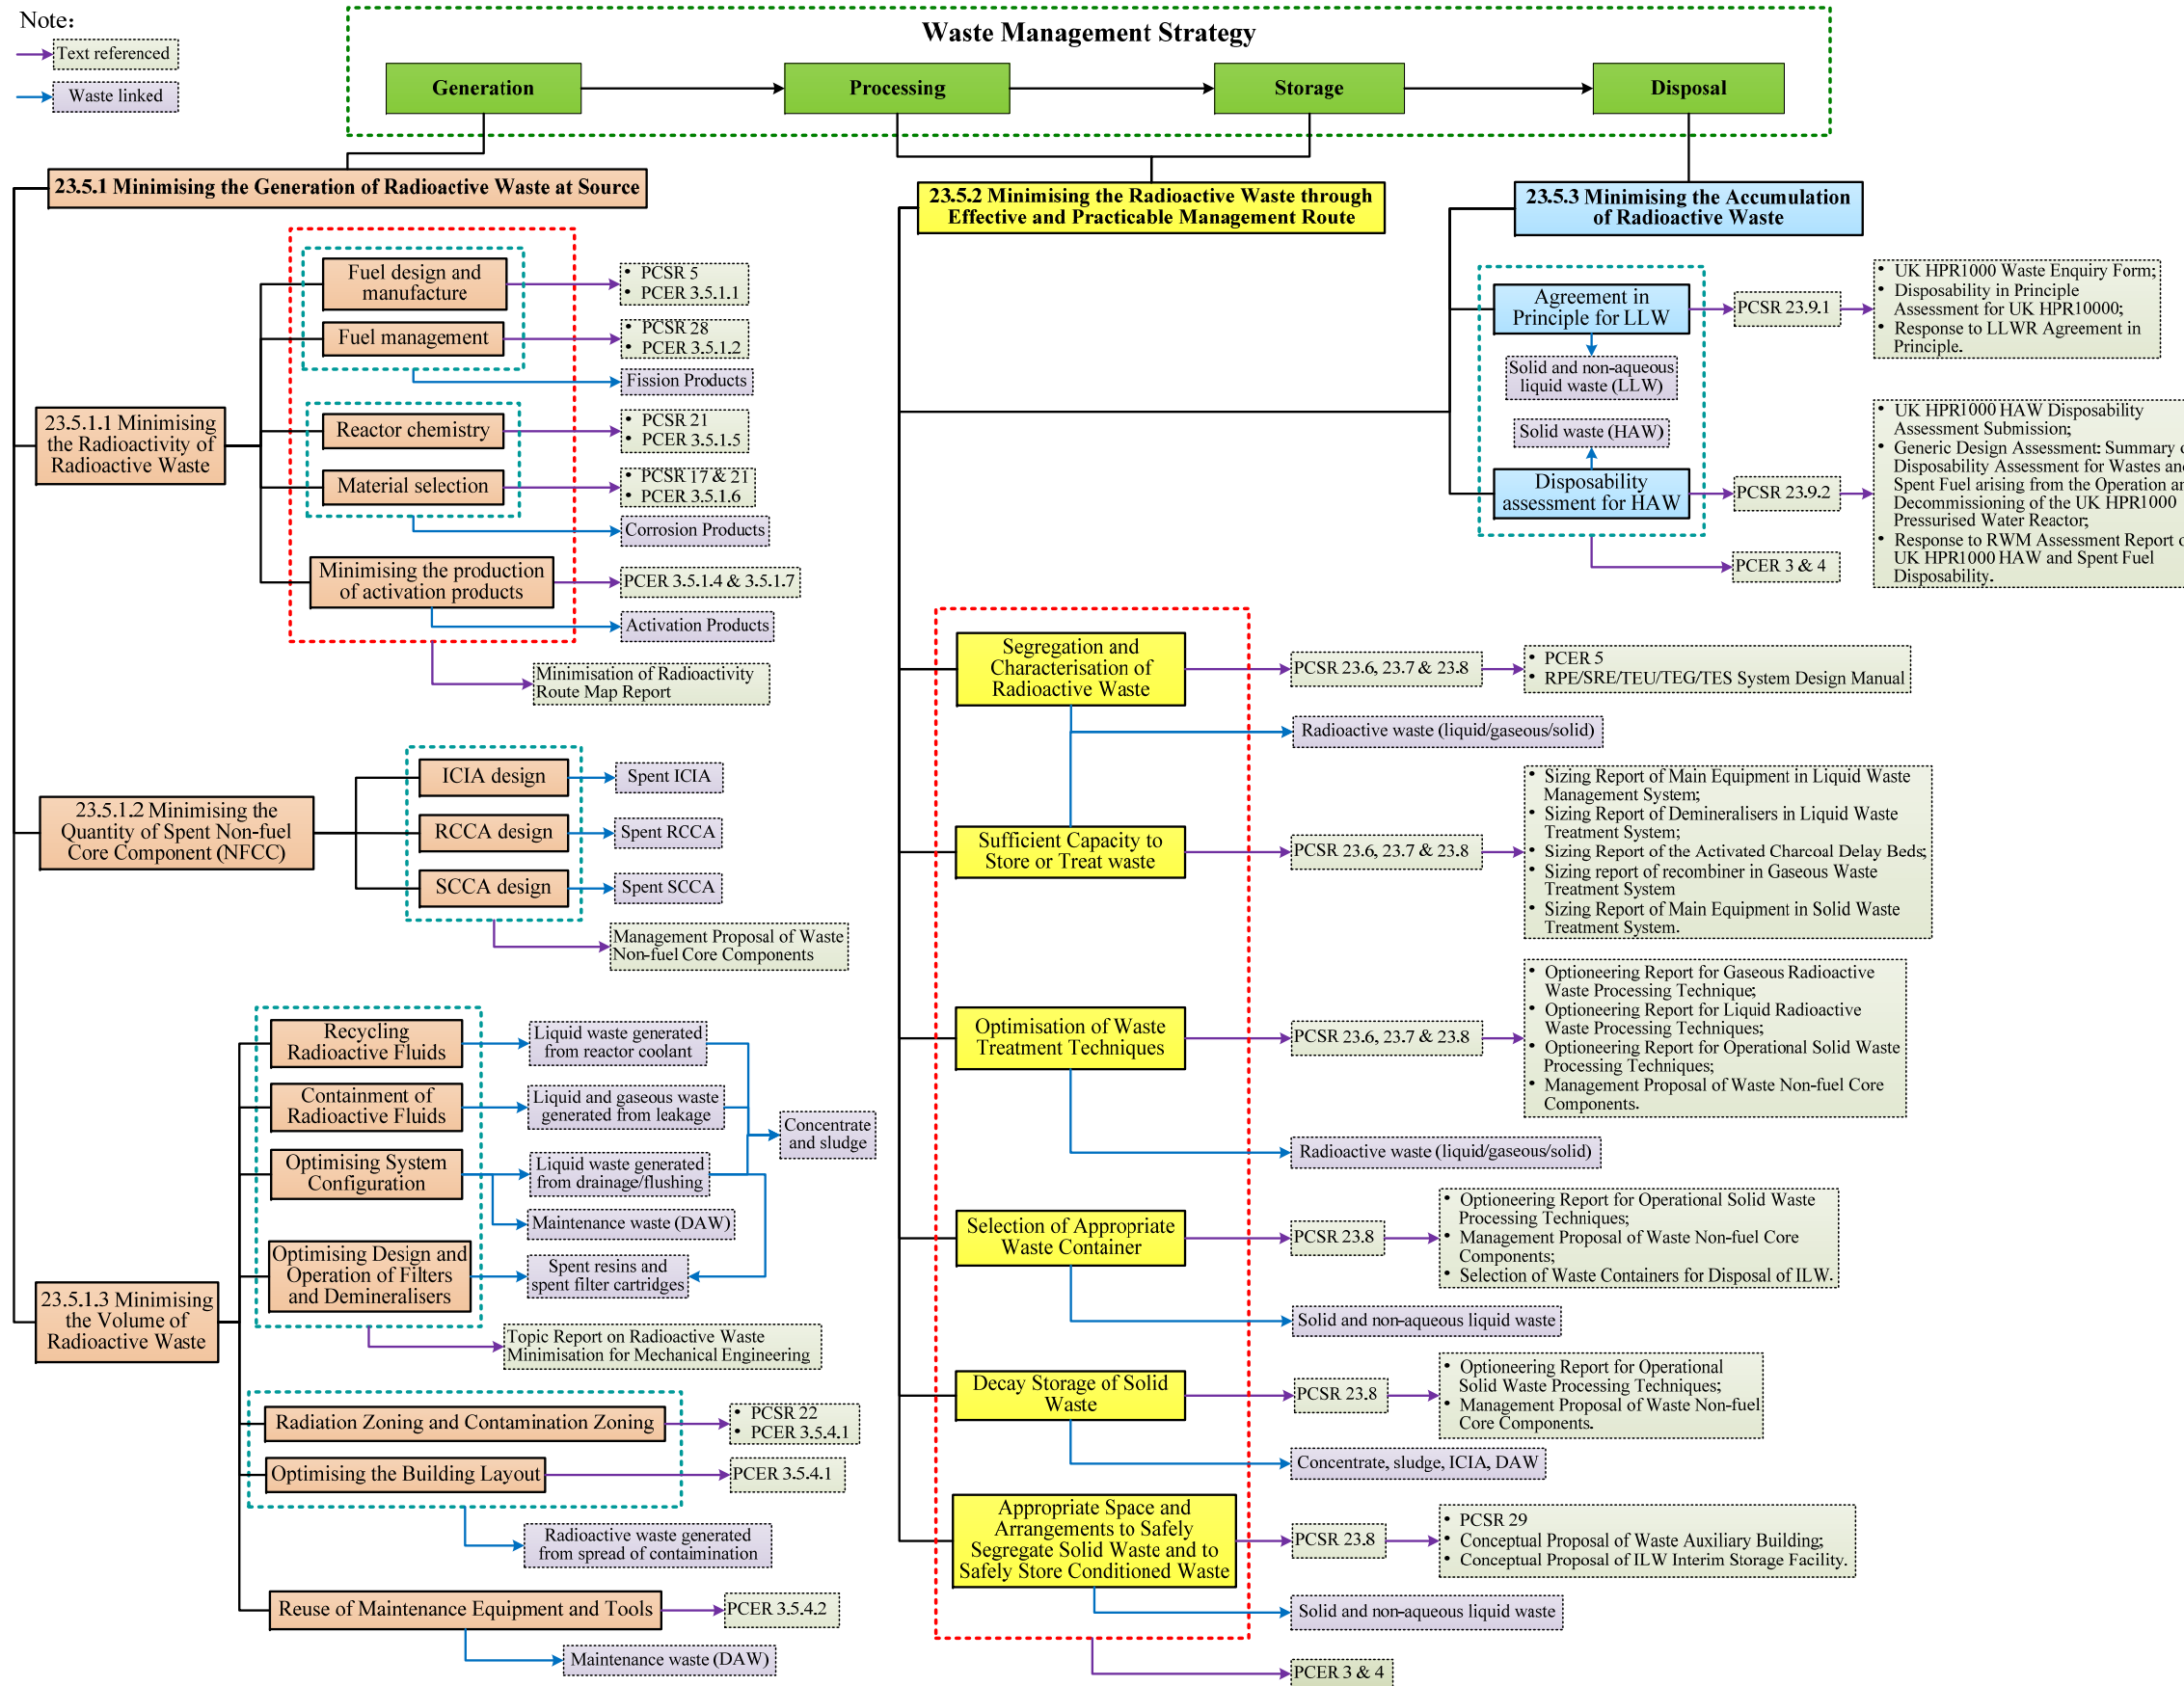 Note:
Text referenced
Waste linked
Waste Management Strategy
Generation
Processing
Storage
Disposal
23.5.1 Minimising the Generation of Radioactive Waste at Source
23.5.1.1 Minimising
the Radioactivity of
Radioactive Waste
Fuel design and
manufacture
• PCSR 5
• PCER 3.5.1.1
Fuel management
• PCSR 28
• PCER 3.5.1.2
Fission Products
Reactor chemistry
• PCSR 21
• PCER 3.5.1.5
Material selection
• PCSR 17 & 21
• PCER 3.5.1.6
Corrosion Products
Minimising the production
of activation products
PCER 3.5.1.4 & 3.5.1.7
Activation Products
Minimisation of Radioactivity
Route Map Report
23.5.1.2 Minimising the
Quantity of Spent Non-fuel
Core Component (NFCC)
ICIA design
Spent ICIA
RCCA design
Spent RCCA
SCCA design
Spent SCCA
Management Proposal of Waste
Non-fuel Core Components
23.5.1.3 Minimising
the Volume of
Radioactive Waste
Recycling
Radioactive Fluids
Liquid waste generated
from reactor coolant
Containment of
Radioactive Fluids
Liquid and gaseous waste
generated from leakage
Concentrate
and sludge
Optimising System
Configuration
Liquid waste generated
from drainage/flushing
Maintenance waste (DAW)
Optimising Design and
Operation of Filters
and Demineralisers
Spent resins and
spent filter cartridges
Topic Report on Radioactive Waste
Minimisation for Mechanical Engineering
Radiation Zoning and Contamination Zoning
• PCSR 22
• PCER 3.5.4.1
Optimising the Building Layout
PCER 3.5.4.1
Radioactive waste generated
from spread of contaimination
Reuse of Maintenance Equipment and Tools
PCER 3.5.4.2
Maintenance waste (DAW)
23.5.2 Minimising the Radioactive Waste through
Effective and Practicable Management Route
Segregation and
Characterisation of
Radioactive Waste
PCSR 23.6, 23.7 & 23.8
• PCER 5
• RPE/SRE/TEU/TEG/TES System Design Manual
Radioactive waste (liquid/gaseous/solid)
Sufficient Capacity to
Store or Treat waste
PCSR 23.6, 23.7 & 23.8
• Sizing Report of Main Equipment in Liquid Waste
Management System;
• Sizing Report of Demineralisers in Liquid Waste
Treatment System;
• Sizing Report of the Activated Charcoal Delay Beds;
• Sizing report of recombiner in Gaseous Waste
Treatment System
• Sizing Report of Main Equipment in Solid Waste
Treatment System.
Optimisation of Waste
Treatment Techniques
PCSR 23.6, 23.7 & 23.8
• Optioneering Report for Gaseous Radioactive
Waste Processing Technique;
• Optioneering Report for Liquid Radioactive
Waste Processing Techniques;
• Optioneering Report for Operational Solid Waste
Processing Techniques;
• Management Proposal of Waste Non-fuel Core
Components.
Radioactive waste (liquid/gaseous/solid)
Selection of Appropriate
Waste Container
PCSR 23.8
• Optioneering Report for Operational Solid Waste
Processing Techniques;
• Management Proposal of Waste Non-fuel Core
Components;
• Selection of Waste Containers for Disposal of ILW.
Solid and non-aqueous liquid waste
Decay Storage of Solid
Waste
PCSR 23.8
• Optioneering Report for Operational
Solid Waste Processing Techniques;
• Management Proposal of Waste Non-fuel
Core Components.
Concentrate, sludge, ICIA, DAW
Appropriate Space and
Arrangements to Safely
Segregate Solid Waste and to
Safely Store Conditioned Waste
PCSR 23.8
• PCSR 29
• Conceptual Proposal of Waste Auxiliary Building;
• Conceptual Proposal of ILW Interim Storage Facility.
Solid and non-aqueous liquid waste
PCER 3 & 4
23.5.3 Minimising the Accumulation
of Radioactive Waste
Agreement in
Principle for LLW
PCSR 23.9.1
• UK HPR1000 Waste Enquiry Form;
• Disposability in Principle
Assessment for UK HPR10000;
• Response to LLWR Agreement in
Principle.
Solid and non-aqueous
liquid waste (LLW)
Solid waste (HAW)
Disposability
assessment for HAW
PCSR 23.9.2
• UK HPR1000 HAW Disposability
Assessment Submission;
• Generic Design Assessment: Summary
Disposability Assessment for Wastes
Spent Fuel arising from the Operation
Decommissioning of the UK HPR1000
Pressurised Water Reactor;
• Response to RWM Assessment Report
UK HPR1000 HAW and Spent Fuel
Disposability.
PCER 3 & 4